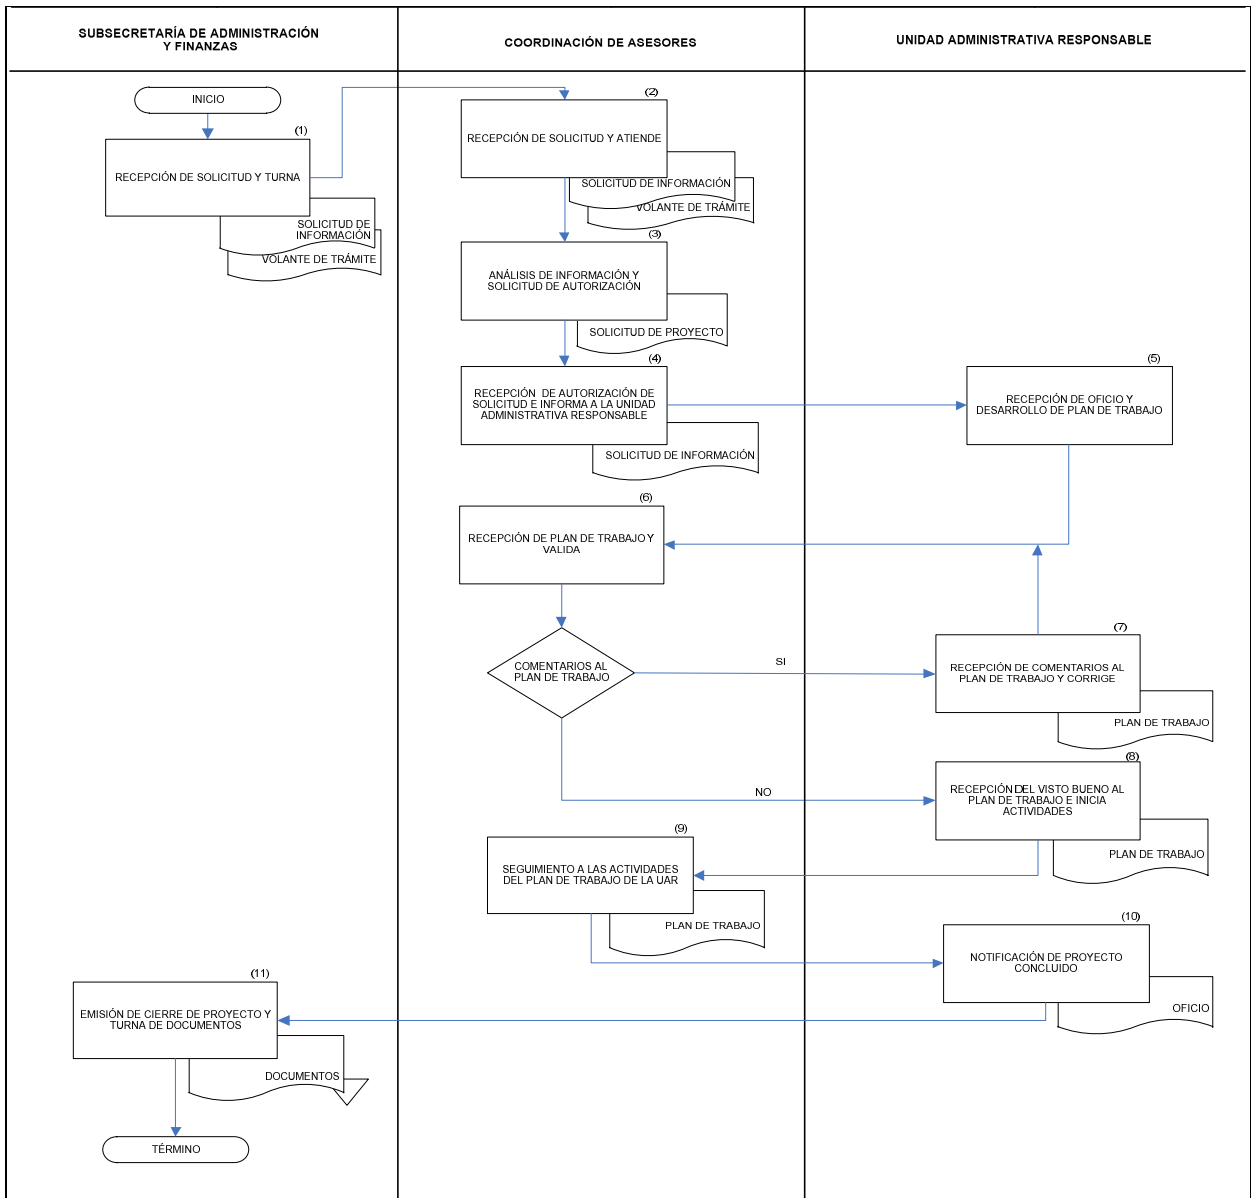 SUBSECRETARÍA DE ADMINISTRACIÓN
Y FINANZAS
COORDINACIÓN DE ASESORES
UNIDAD ADMINISTRATIVA RESPONSABLE
INICIO
(1)
RECEPCIÓN DE SOLICITUD Y TURNA
SOLICITUD DE
INFORMACIÓN
VOLANTE DE TRÁMITE
(2)
RECEPCIÓN DE SOLICITUD Y ATIENDE
SOLICITUD DE INFORMACIÓN
VOLANTE DE TRÁMITE
(3)
ANÁLISIS DE INFORMACIÓN Y
SOLICITUD DE AUTORIZACIÓN
SOLICITUD DE PROYECTO
(4)
RECEPCIÓN DE AUTORIZACIÓN DE
SOLICITUD E INFORMA A LA UNIDAD
ADMINISTRATIVA RESPONSABLE
SOLICITUD DE INFORMACIÓN
(5)
RECEPCIÓN DE OFICIO Y
DESARROLLO DE PLAN DE TRABAJO
(6)
RECEPCIÓN DE PLAN DE TRABAJO Y
VALIDA
COMENTARIOS AL
PLAN DE TRABAJO
SI
(7)
RECEPCIÓN DE COMENTARIOS AL
PLAN DE TRABAJO Y CORRIGE
PLAN DE TRABAJO
NO
(8)
RECEPCIÓN DEL VISTO BUENO AL
PLAN DE TRABAJO E INICIA
ACTIVIDADES
PLAN DE TRABAJO
(9)
SEGUIMIENTO A LAS ACTIVIDADES
DEL PLAN DE TRABAJO DE LA UAR
PLAN DE TRABAJO
(10)
NOTIFICACIÓN DE PROYECTO
CONCLUIDO
OFICIO
(11)
EMISIÓN DE CIERRE DE PROYECTO Y
TURNA DE DOCUMENTOS
DOCUMENTOS
TÉRMINO